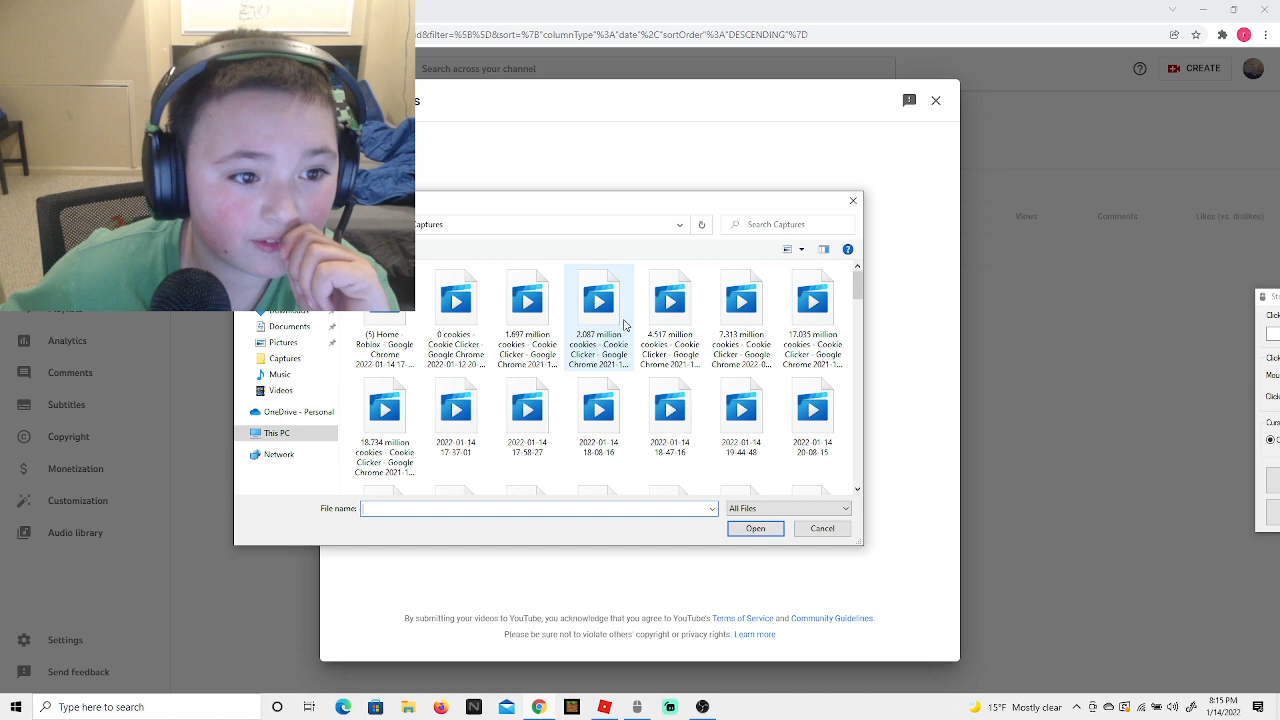 d&filter=%5B%5D&sort=%7B"columnType"%3A"date"%2C"sortOrder"%3A"DESCENDING"%7D
Search across your channel
CREATE
s
Captures
Search Captures
Views
Comments
Likes (vs. dislikes)
Documents
Pictures
Captures
Music
Videos
OneDrive - Personal
This PC
Network
(5) Home - Roblox - Google Chrome 2022-01-14 17-...
0 cookies - Cookie Clicker - Google Chrome 2022-01-12 20-...
1.697 million cookies - Cookie Clicker - Google Chrome 2021-1...
2.087 million cookies - Cookie Clicker - Google Chrome 2021-1...
4.517 million cookies - Cookie Clicker - Google Chrome 2021-1...
7.313 million cookies - Cookie Clicker - Google Chrome 2021-1...
17.035 million cookies - Cookie Clicker - Google Chrome 2021-1...
18.734 million cookies - Cookie Clicker - Google Chrome 2021-1...
2022-01-14 17-37-01
2022-01-14 17-58-27
2022-01-14 18-08-16
2022-01-14 18-47-16
2022-01-14 19-44-48
2022-01-14 20-08-15
File name:
All Files
Open
Cancel
Analytics
Comments
Subtitles
Copyright
Monetization
Customization
Audio library
Settings
Send feedback
Sto
Clic
Click
Mou
Click
Curs
By submitting your videos to YouTube, you acknowledge that you agree to YouTube's Terms of Service and Community Guidelines.
Please be sure not to violate others' copyright or privacy rights. Learn more
Type here to search
15°F Mostly clear
8:15 PM
1/14/2022